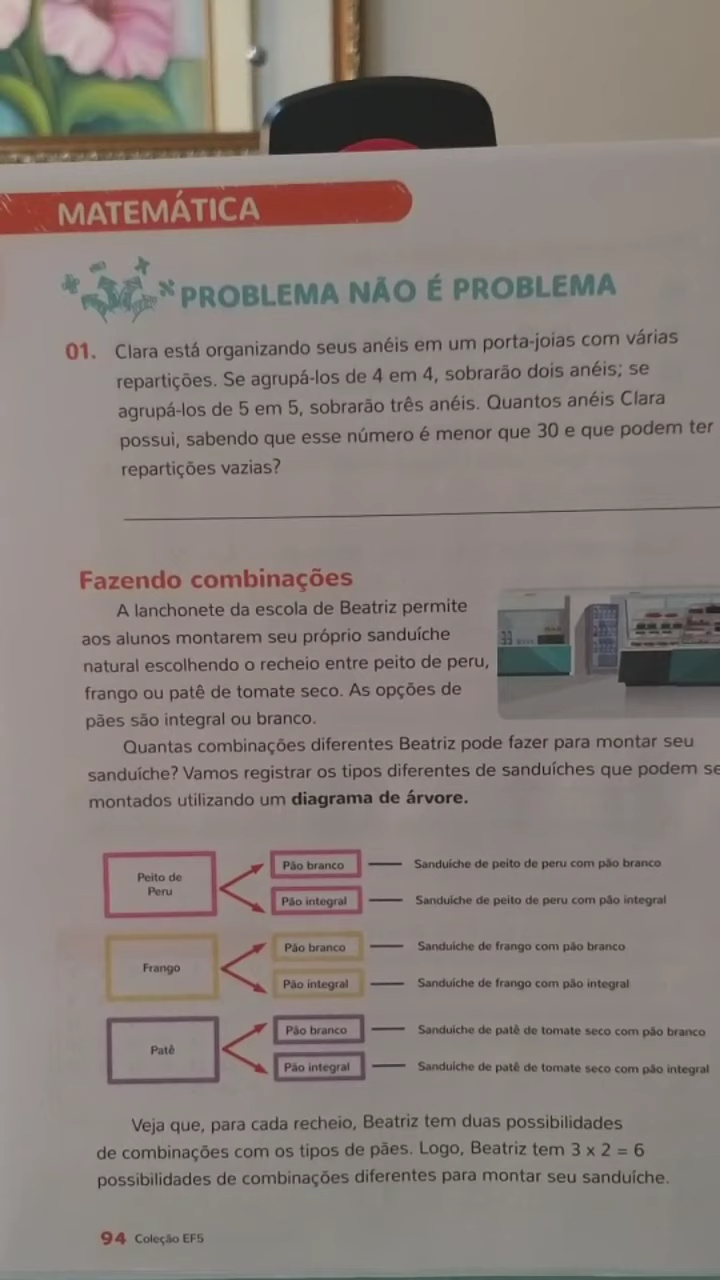 MATEMÁTICA
PROBLEMA NÃO É PROBLEMA
01. Clara está organizando seus anéis em um porta-joias com várias
repartições. Se agrupá-los de 4 em 4, sobrarão dois anéis; se
agrupá-los de 5 em 5, sobrarão três anéis. Quantos anéis Clara
possui, sabendo que esse número é menor que 30 e que podem ter
repartições vazias?
Fazendo combinações
A lanchonete da escola de Beatriz permite
aos alunos montarem seu próprio sanduíche
natural escolhendo o recheio entre peito de peru,
frango ou patê de tomate seco. As opções de
pães são integral ou branco.
Quantas combinações diferentes Beatriz pode fazer para montar seu
sanduíche? Vamos registrar os tipos diferentes de sanduíches que podem se
montados utilizando um diagrama de árvore.
Peito de
Peru
Pão branco
Sanduíche de peito de peru com pão branco
Pão integral
Sanduíche de peito de peru com pão integral
Frango
Pão branco
Sanduíche de frango com pão branco
Pão integral
Sanduíche de frango com pão integral
Patê
Pão branco
Sanduíche de patê de tomate seco com pão branco
Pão integral
Sanduíche de patê de tomate seco com pão integral
Veja que, para cada recheio, Beatriz tem duas possibilidades
de combinações com os tipos de pães. Logo, Beatriz tem 3 x 2 = 6
possibilidades de combinações diferentes para montar seu sanduíche.
94 Coleção EF5